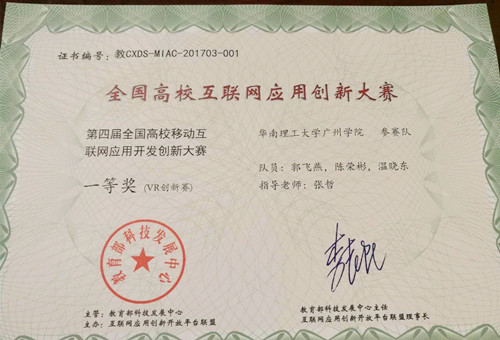 证书编号：教CXDS-MIAC-201703-001
全国高校互联网应用创新大赛
第四届全国高校移动互
联网应用开发创新大赛
一等奖（VR创新赛）
华南理工大学广州学院 参赛队
队员：郭飞燕，陈荣彬，温晓东
指导老师：张哲
教育部科技发展中心
主管：教育部科技发展中心
主办：互联网应用创新开放平台联盟
教育部科技发展中心主任
互联网应用创新开放平台联盟理事长